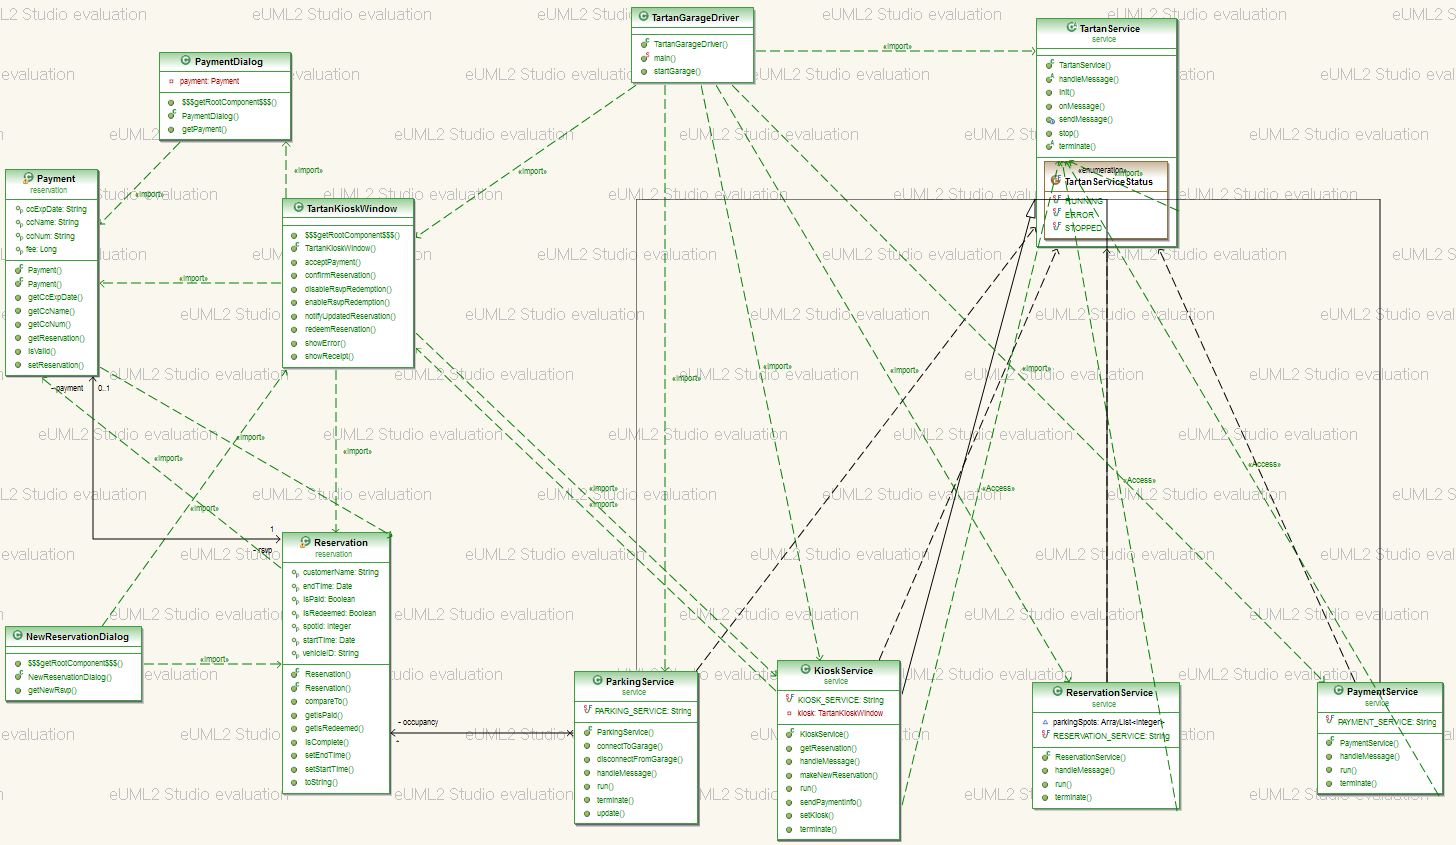 TartanGarageDriver
TartanGarageDriver()
main()
startGarage()
TartanService
service
TartanService()
handleMessage()
init()
onMessage()
sendMessage()
stop()
terminate()
«enumeration»
TartanServiceStatus
RUNNING
ERROR
STOPPED
PaymentDialog
payment: Payment
$$$getRootComponent$$$()
PaymentDialog()
getPayment()
Payment
reservation
ccExpDate: String
ccName: String
ccNum: String
fee: Long
Payment()
Payment()
getCcExpDate()
getCcName()
getCcNum()
getReservation()
isValid()
setReservation()
TartanKioskWindow
$$$getRootComponent$$$()
TartanKioskWindow()
acceptPayment()
confirmReservation()
disableRsvpRedemption()
enableRsvpRedemption()
notifyUpdatedReservation()
redeemReservation()
showError()
showReceipt()
«import»
«import»
«import»
«import»
«import»
«import»
«import»
«import»
«import»
«import»
- payment
0..1
«import»
«import»
«import»
«import»
«import»
«import»
«Access»
«Access»
«Access»
1
- rsvp
Reservation
reservation
customerName: String
endTime: Date
isPaid: Boolean
isRedeemed: Boolean
spotId: Integer
startTime: Date
vehicleID: String
Reservation()
Reservation()
compareTo()
getIsPaid()
getIsRedeemed()
isComplete()
setEndTime()
setStartTime()
toString()
NewReservationDialog
$$$getRootComponent$$$()
NewReservationDialog()
getNewRsvp()
«import»
- occupancy
ParkingService
service
PARKING_SERVICE: String
ParkingService()
connectToGarage()
disconnectFromGarage()
handleMessage()
run()
terminate()
update()
KioskService
service
KIOSK_SERVICE: String
kiosk: TartanKioskWindow
KioskService()
getReservation()
handleMessage()
makeNewReservation()
run()
sendPaymentInfo()
setKiosk()
terminate()
ReservationService
service
parkingSpots: ArrayList<Integer>
RESERVATION_SERVICE: String
ReservationService()
handleMessage()
run()
terminate()
PaymentService
service
PAYMENT_SERVICE: String
PaymentService()
handleMessage()
run()
terminate()
eUML2 Studio evaluation